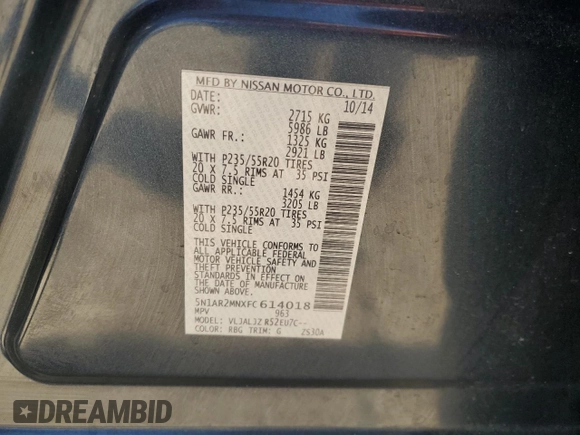 MFD BY NISSAN MOTOR CO., LTD.
DATE: 10/14
GVWR: 2715 KG
5986 LB
GAWR FR.: 1325 KG
2921 LB
WITH P235/55R20 TIRES
20 X 7.5 RIMS AT 35 PSI
COLD SINGLE
GAWR RR.: 1454 KG
3205 LB
WITH P235/55R20 TIRES
20 X 7.5 RIMS AT 35 PSI
COLD SINGLE
THIS VEHICLE CONFORMS TO
ALL APPLICABLE FEDERAL
MOTOR VEHICLE SAFETY AND
THEFT PREVENTION
STANDARDS IN EFFECT ON
THE DATE OF MANUFACTURE
SHOWN ABOVE.
5N1AR2MNXFC614018
MPV 963
MODEL: VLJALJZ R52EU7C--
COLOR: RBG TRIM: G ZS30A
DREAMBID